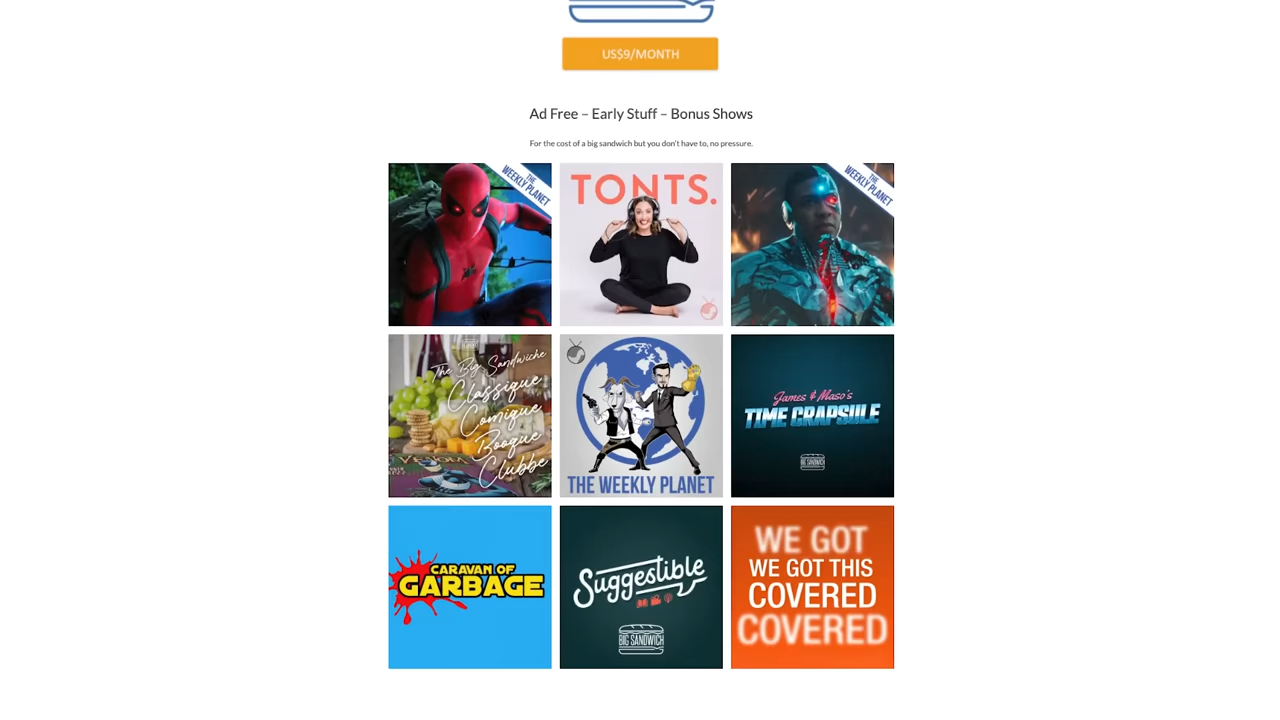 US$9/MONTH
Ad Free – Early Stuff – Bonus Shows
For the cost of a big sandwich but you don't have to, no pressure.
THE
WEEKLY PLANET
TONTS.
THE
WEEKLY PLANET
The Big Sandwiche
Classique
Comique
Booque
Clubbe
VENOM
THE WEEKLY PLANET
James & Maso's
TIME CRAPSULE
BIG SANDWICH
CARAVAN OF
GARBAGE
Suggestible
BIG SANDWICH
WE GOT
WE GOT THIS
COVERED
COVERED